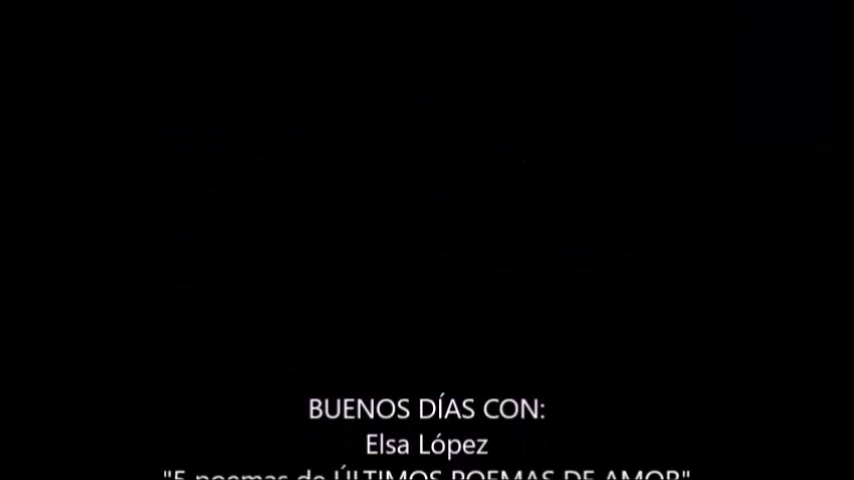 BUENOS DÍAS CON:
Elsa López
"5 poemas de ÚLTIMOS POEMAS DE AMOR"